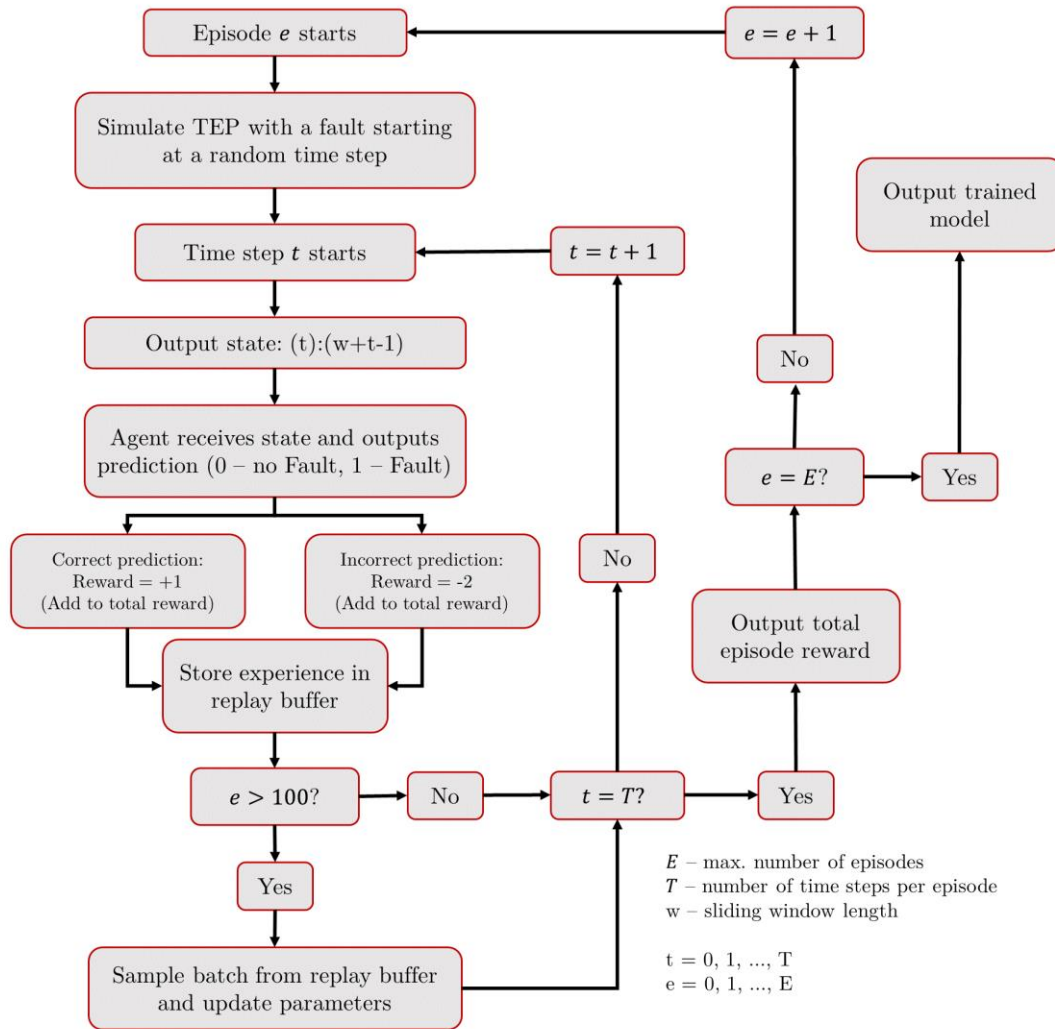 Episode e starts
e = e + 1
Simulate TEP with a fault starting
at a random time step
Output trained
model
Time step t starts
t = t + 1
Output state: (t):(w+t-1)
No
Agent receives state and outputs
prediction (0 – no Fault, 1 – Fault)
e = E?
Yes
Correct prediction:
Reward = +1
(Add to total reward)
Incorrect prediction:
Reward = -2
(Add to total reward)
No
Output total
episode reward
Store experience in
replay buffer
e > 100?
No
t = T?
Yes
Yes
Sample batch from replay buffer
and update parameters
E – max. number of episodes
T – number of time steps per episode
w – sliding window length
t = 0, 1, ..., T
e = 0, 1, ..., E